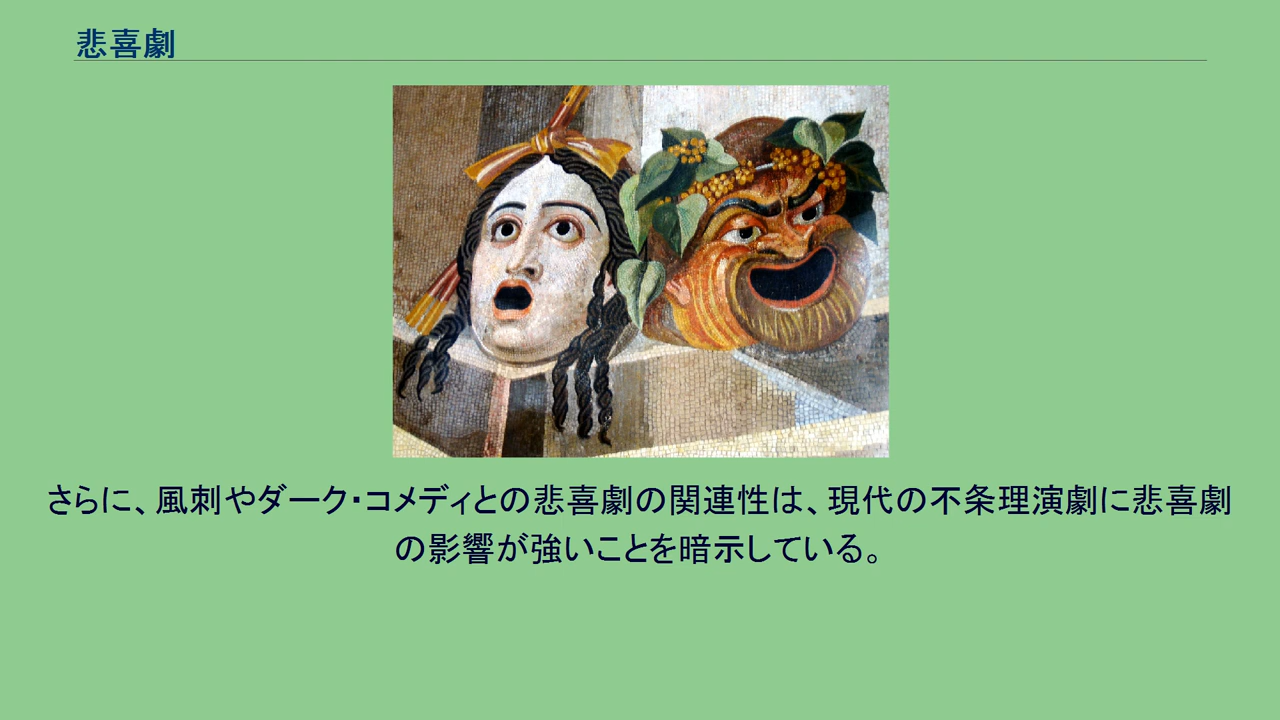 悲喜劇
さらに、風刺やダーク・コメディとの悲喜劇の関連性は、現代の不条理演劇に悲喜劇
の影響が強いことを暗示している。